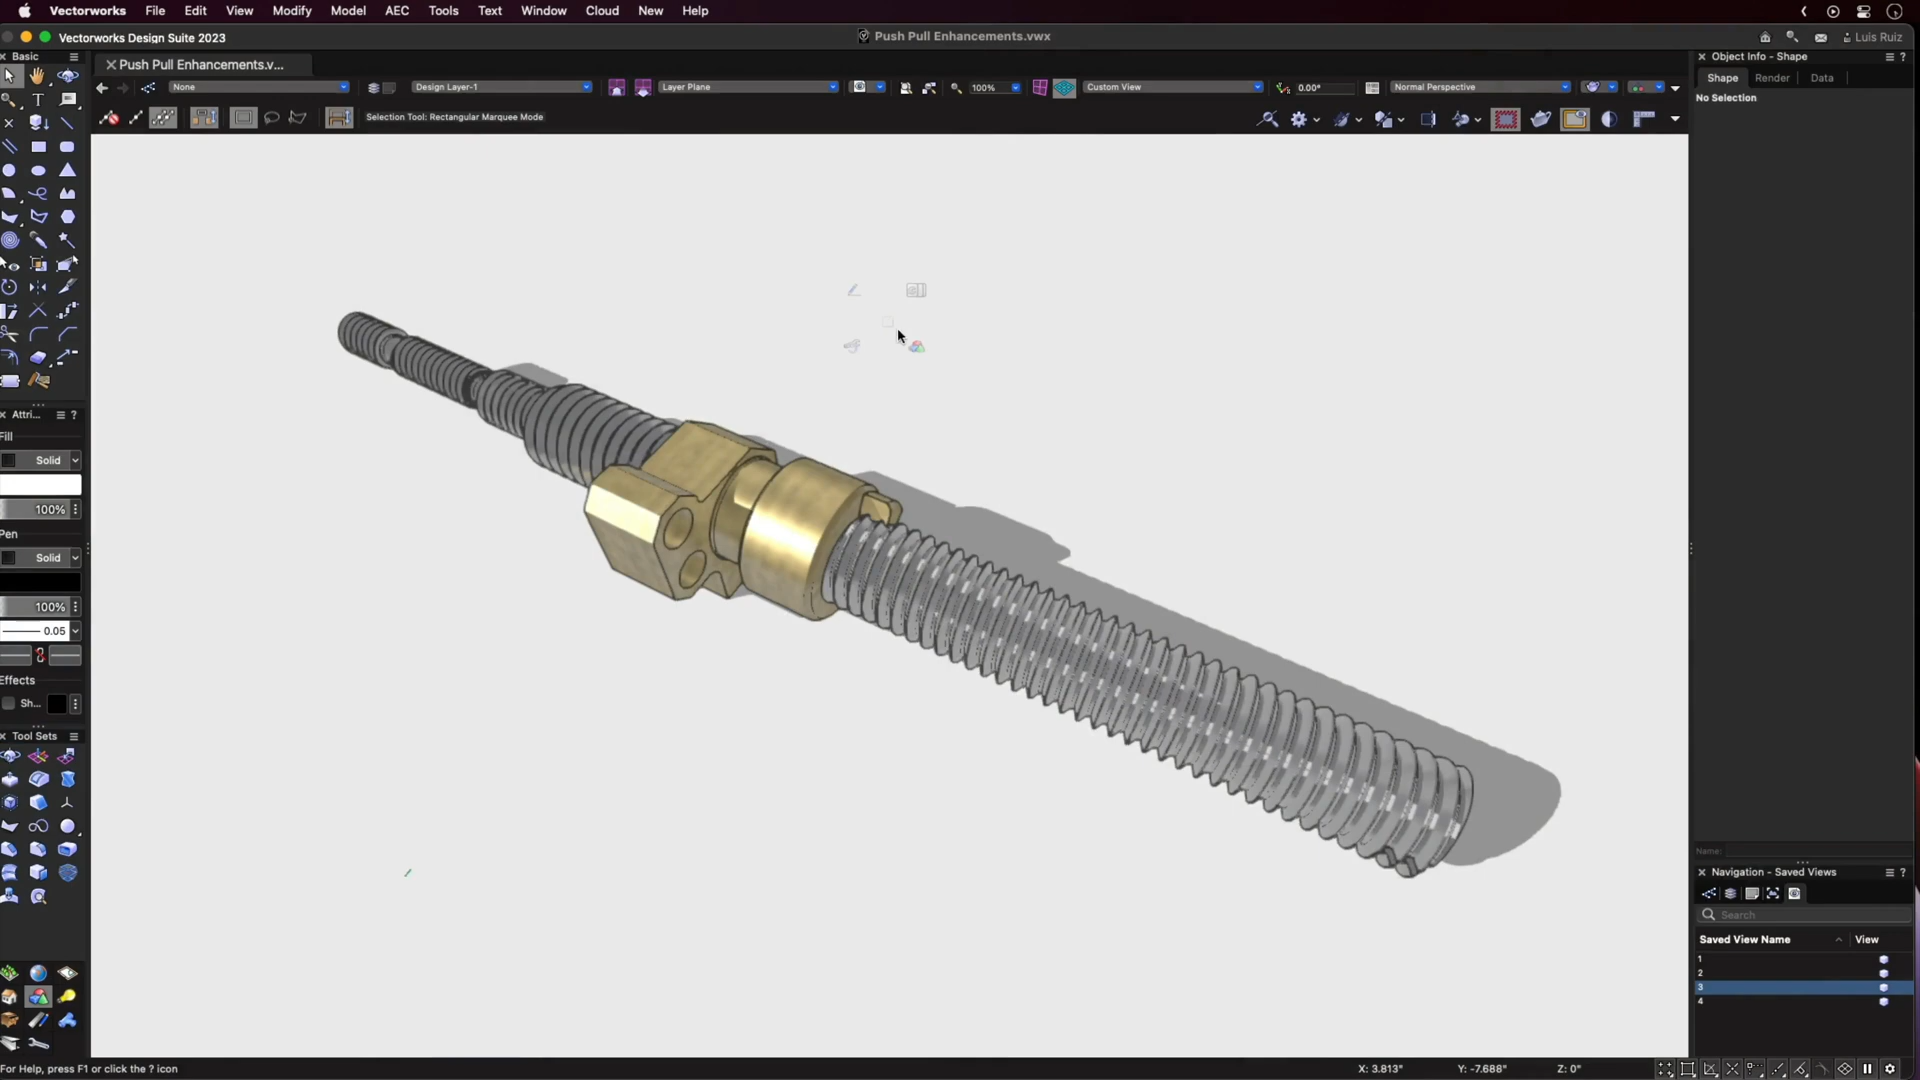 Vectorworks File Edit View Modify Model AEC Tools Text Window Cloud New Help
Vectorworks Design Suite 2023
Push Pull Enhancements.vwx
Luis Ruiz
Basic
Push Pull Enhancements.v...
Object Info - Shape
?
Shape Render Data
No Selection
None
Design Layer-1
Layer Plane
100%
Custom View
0.00°
Normal Perspective
Selection Tool: Rectangular Marquee Mode
Attri...
?
Fill
Solid
100%
Pen
Solid
100%
0.05
Effects
Sh...
Tool Sets
Name:
Navigation - Saved Views
?
Search
Saved View Name View
1
2
3
4
For Help, press F1 or click the ? icon
X: 3.813" Y: -7.688" Z: 0"